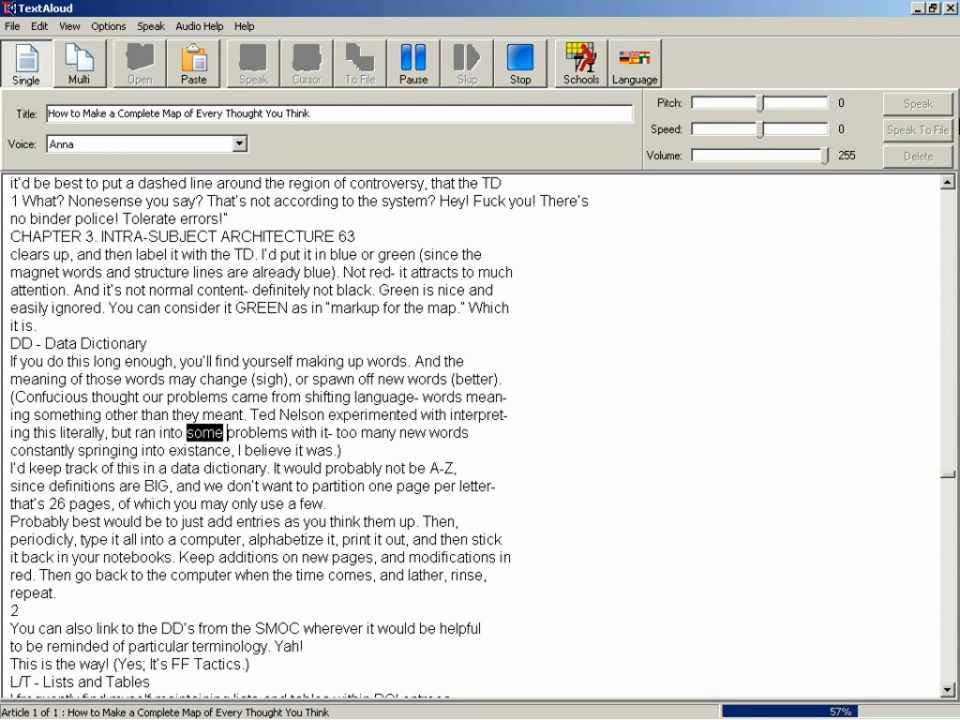 TextAloud
File Edit View Options Speak Audio Help Help
Single Multi Open Paste Speak Cursor To File Pause Skip Stop Schools Language
Title: How to Make a Complete Map of Every Thought You Think
Voice: Anna
Pitch: 0 Speak
Speed: 0 Speak To File
Volume: 255 Delete
it'd be best to put a dashed line around the region of controversy, that the TD
1 What? Nonesense you say? That's not according to the system? Hey! Fuck you! There's
no binder police! Tolerate errors!"
CHAPTER 3. INTRA-SUBJECT ARCHITECTURE 63
clears up, and then label it with the TD. I'd put it in blue or green (since the
magnet words and structure lines are already blue). Not red- it attracts to much
attention. And it's not normal content- definitely not black. Green is nice and
easily ignored. You can consider it GREEN as in "markup for the map." Which
it is.
DD - Data Dictionary
If you do this long enough, you'll find yourself making up words. And the
meaning of those words may change (sigh), or spawn off new words (better).
(Confucious thought our problems came from shifting language- words mean-
ing something other than they meant. Ted Nelson experimented with interpret-
ing this literally, but ran into some problems with it- too many new words
constantly springing into existance, I believe it was.)
I'd keep track of this in a data dictionary. It would probably not be A-Z,
since definitions are BIG, and we don't want to partition one page per letter-
that's 26 pages, of which you may only use a few.
Probably best would be to just add entries as you think them up. Then,
periodicly, type it all into a computer, alphabetize it, print it out, and then stick
it back in your notebooks. Keep additions on new pages, and modifications in
red. Then go back to the computer when the time comes, and lather, rinse,
repeat.
2
You can also link to the DD's from the SMOC wherever it would be helpful
to be reminded of particular terminology. Yah!
This is the way! (Yes; It's FF Tactics.)
L/T - Lists and Tables
I frequently find myself maintaining lists and tables within POI entrees.
Article 1 of 1 : How to Make a Complete Map of Every Thought You Think 57%